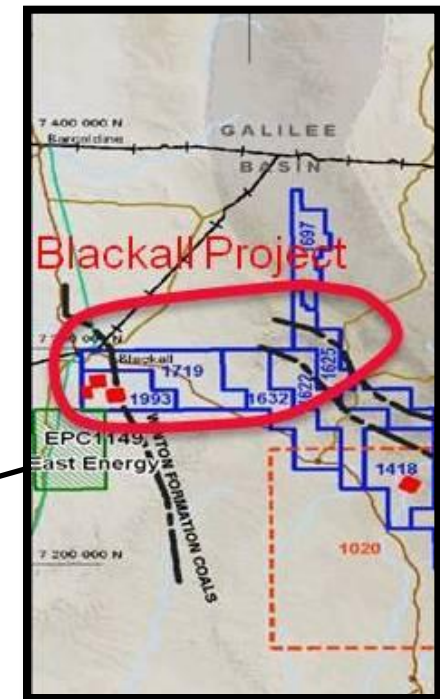 7 400 000 N
Barcaldine
GALILEE
BASIN
697
Blackall Project
Blackall
1719
1625
1622
1993
1632
EPC1149
East Energy
WINTON FORMATION COALS
1418
1020
7 200 000 N